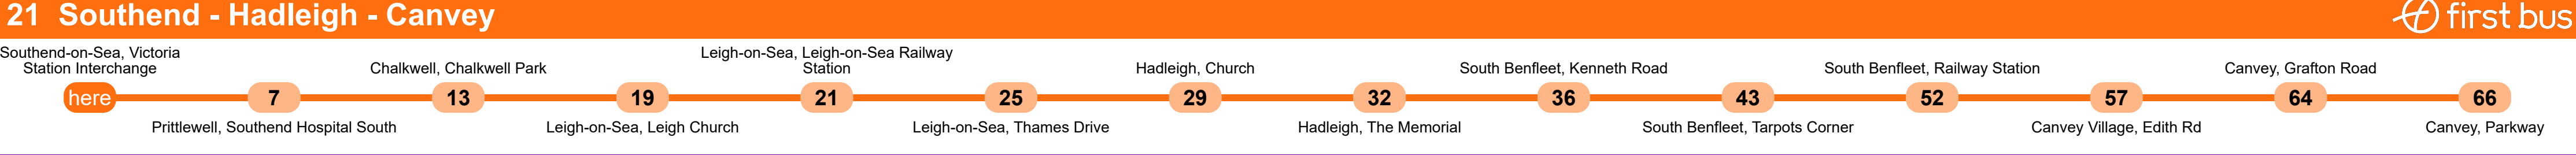 21 Southend - Hadleigh - Canvey
first bus
Southend-on-Sea, Victoria
Station Interchange
here
7
Prittlewell, Southend Hospital South
Chalkwell, Chalkwell Park
13
19
Leigh-on-Sea, Leigh Church
Leigh-on-Sea, Leigh-on-Sea Railway
Station
21
25
Leigh-on-Sea, Thames Drive
Hadleigh, Church
29
32
Hadleigh, The Memorial
South Benfleet, Kenneth Road
36
43
South Benfleet, Tarpots Corner
South Benfleet, Railway Station
52
57
Canvey Village, Edith Rd
Canvey, Grafton Road
64
66
Canvey, Parkway